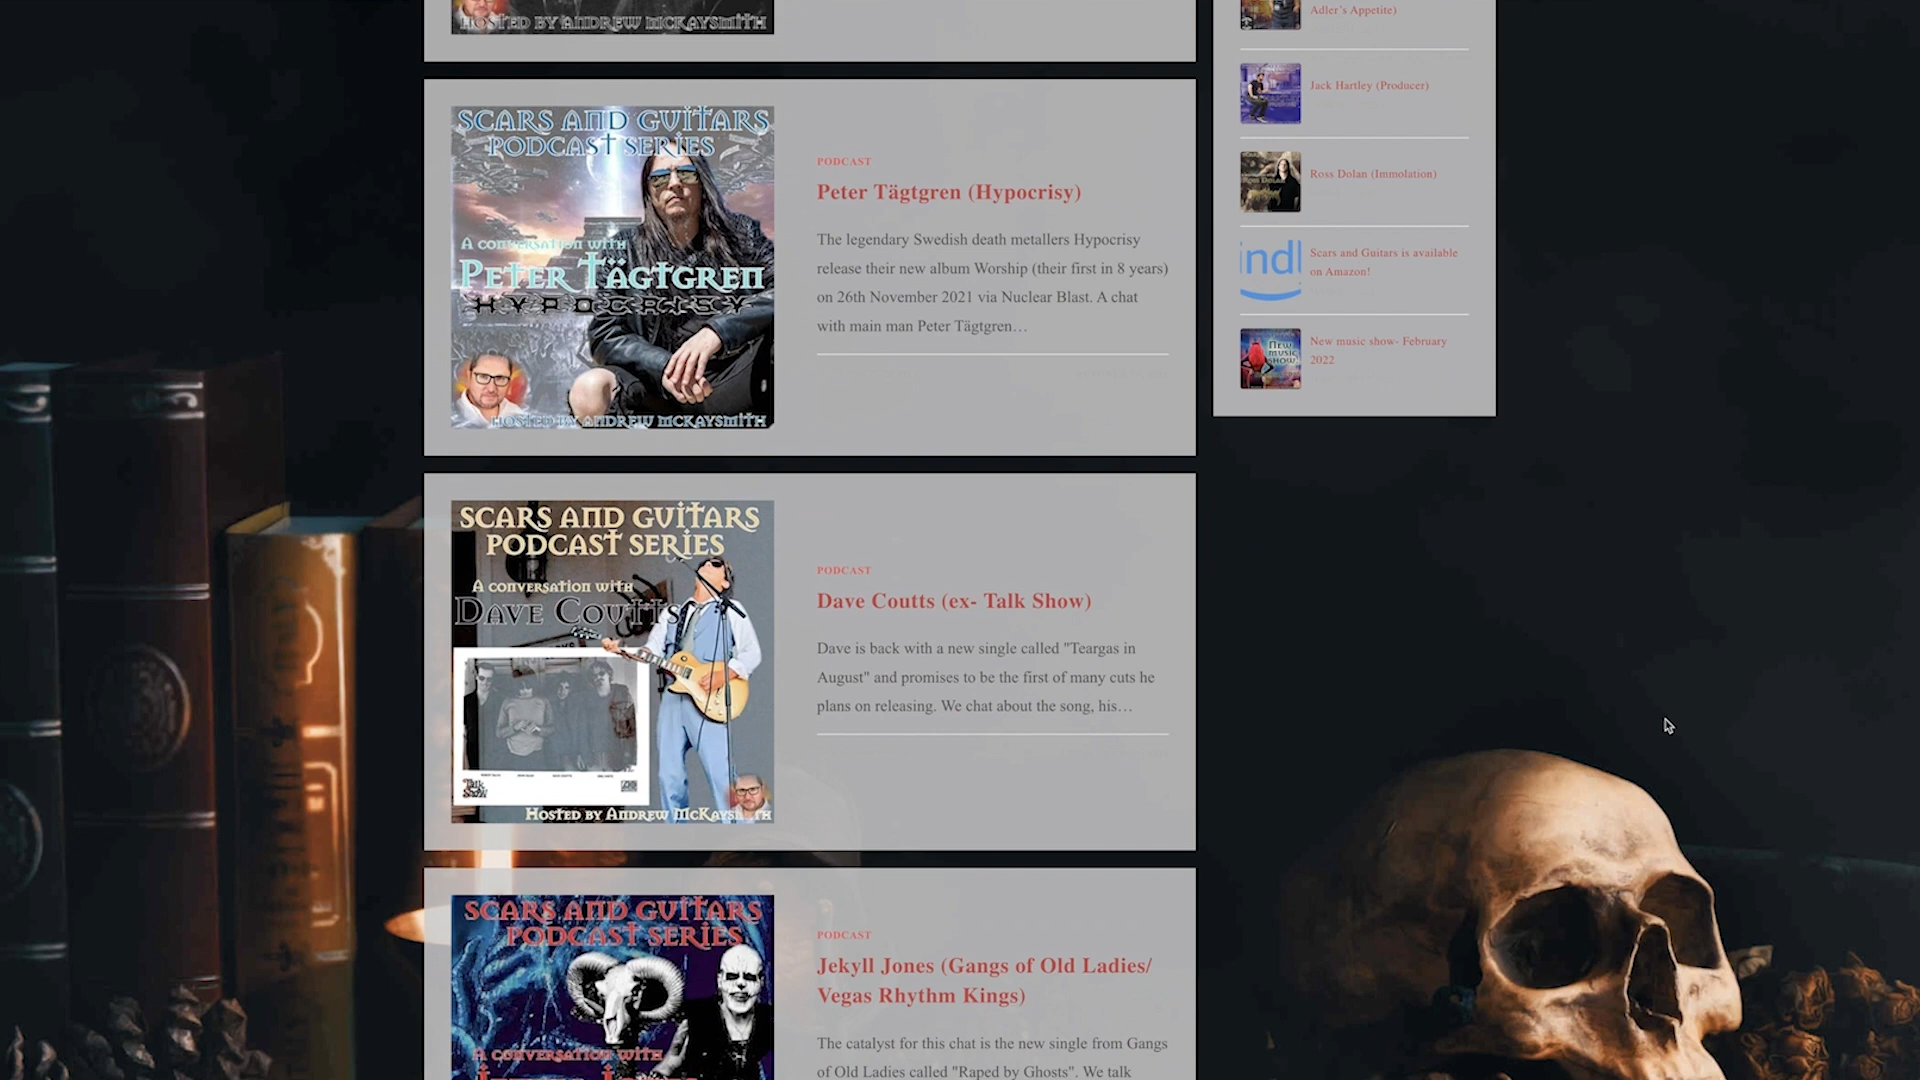 HOSTED BY ANDREW MCKAYSMITH
SCARS AND GUITARS
PODCAST SERIES
A CONVERSATION WITH
PETER TÄGTGREN
HYPOCRISY
HOSTED BY ANDREW MCKAYSMITH
PODCAST
Peter Tägtgren (Hypocrisy)
The legendary Swedish death metallers Hypocrisy
release their new album Worship (their first in 8 years)
on 26th November 2021 via Nuclear Blast. A chat
with main man Peter Tägtgren…
SCARS AND GUITARS
PODCAST SERIES
A CONVERSATION WITH
DAVE COUTTS
Talk
Show
HOSTED BY ANDREW MCKAYSMITH
PODCAST
Dave Coutts (ex- Talk Show)
Dave is back with a new single called "Teargas in
August" and promises to be the first of many cuts he
plans on releasing. We chat about the song, his…
SCARS AND GUITARS
PODCAST SERIES
A CONVERSATION WITH
PODCAST
Jekyll Jones (Gangs of Old Ladies/
Vegas Rhythm Kings)
The catalyst for this chat is the new single from Gangs
of Old Ladies called "Raped by Ghosts". We talk
Adler's Appetite)
Jack Hartley (Producer)
Ross Dolan (Immolation)
indl
Scars and Guitars is available
on Amazon!
NEW
MUSIC
SHOW
New music show- February
2022